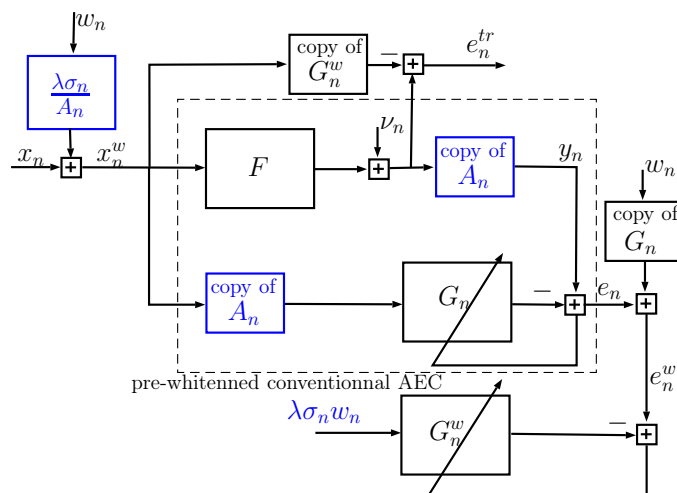 w_n
copy of
G_n^w
−
+
e_n^{tr}
λσ_n
A_n
x_n
+
x_n^w
F
ν_n
+
copy of
A_n
y_n
w_n
copy of
G_n
copy of
A_n
G_n
−
+
e_n
+
pre-whitenned conventionnal AEC
e_n^w
λσ_n w_n
G_n^w
−
+